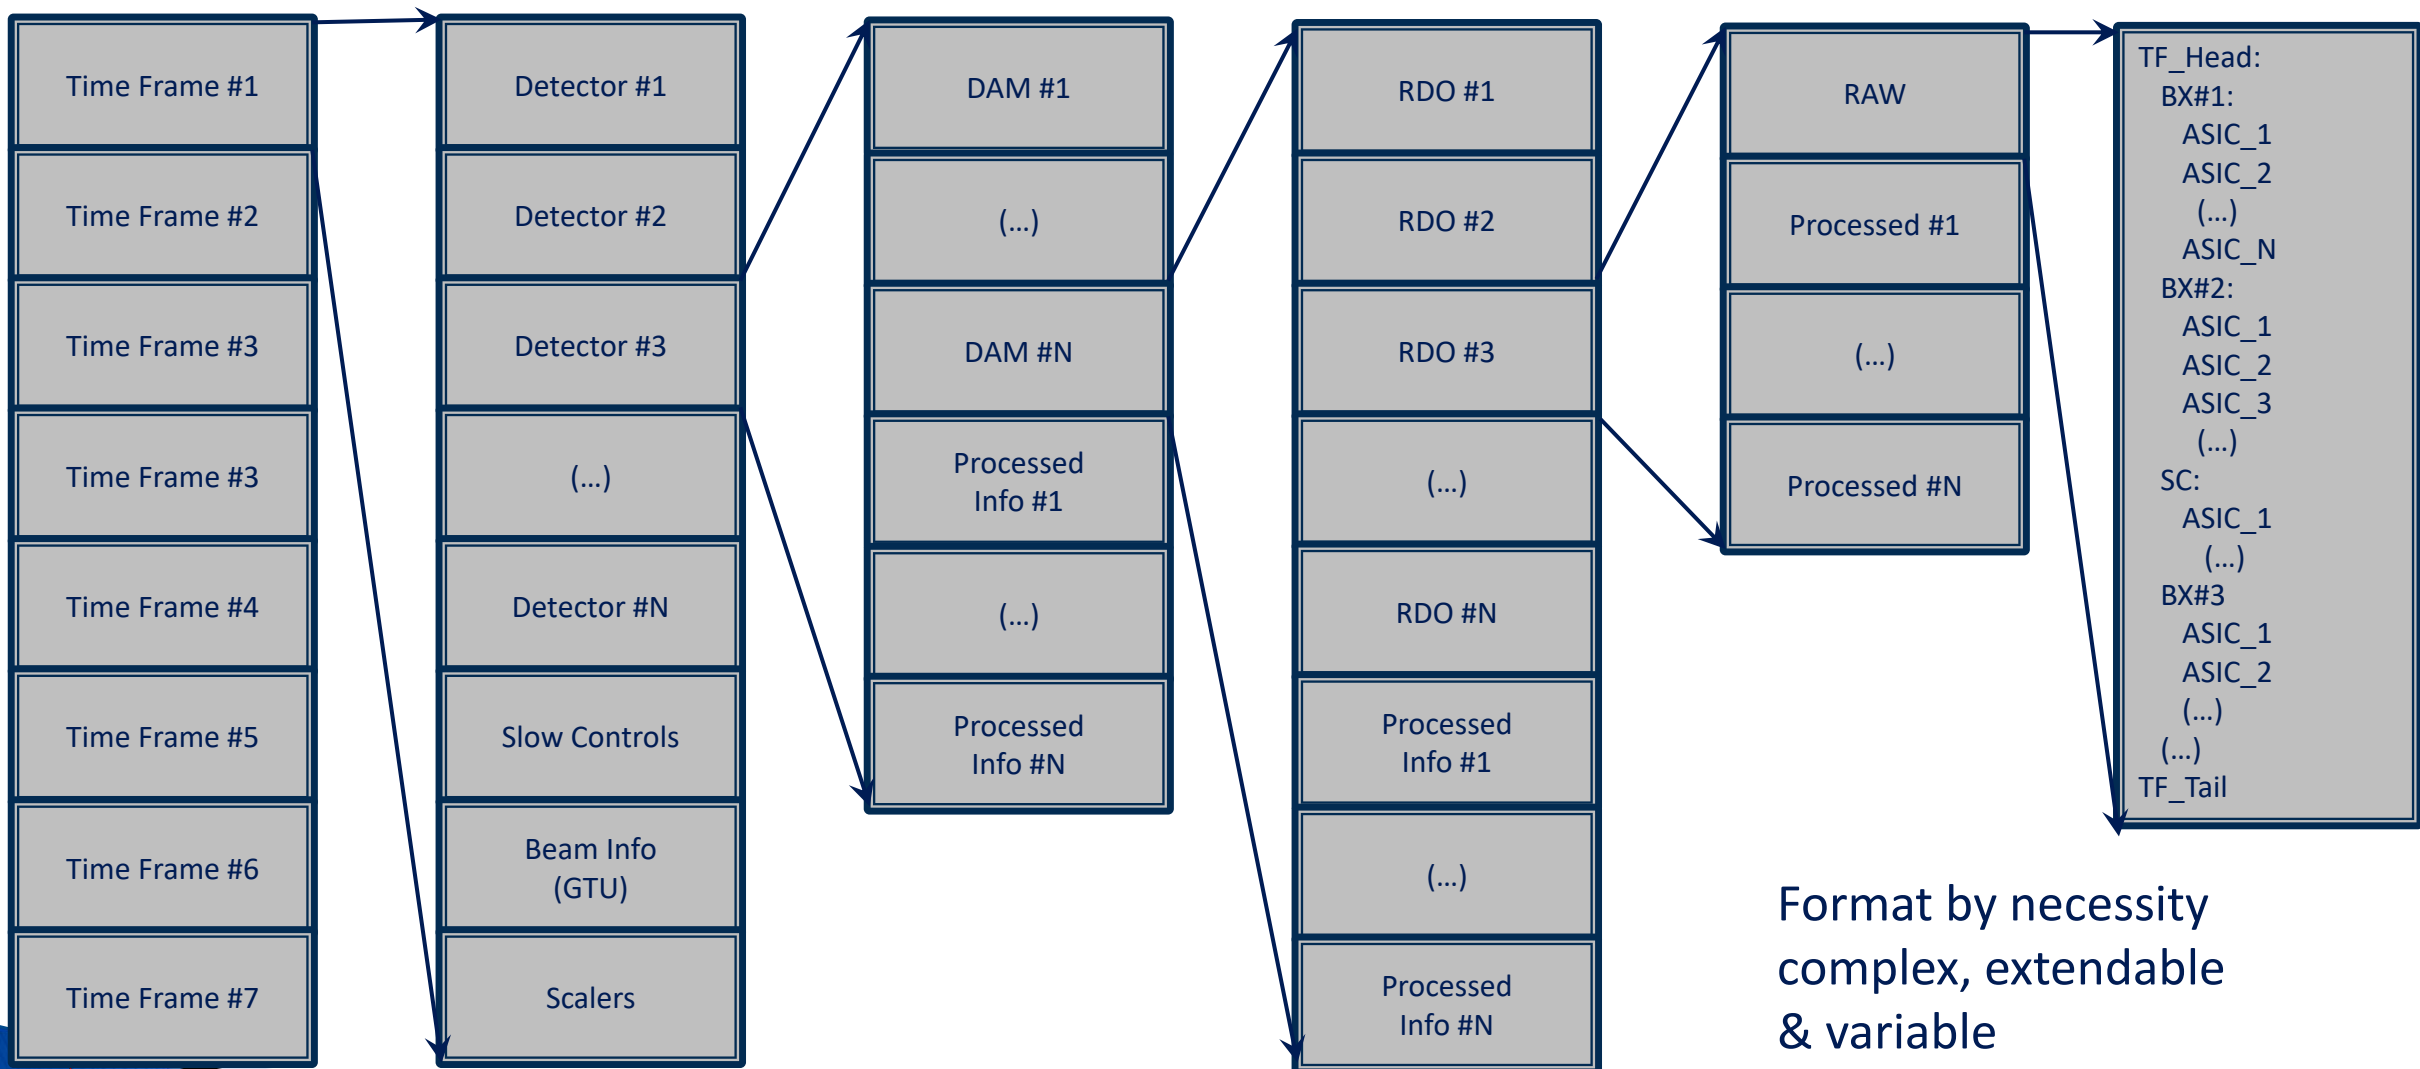 Time Frame #1
Time Frame #2
Time Frame #3
Time Frame #3
Time Frame #4
Time Frame #5
Time Frame #6
Time Frame #7
Detector #1
Detector #2
Detector #3
(...)
Detector #N
Slow Controls
Beam Info
(GTU)
Scalers
DAM #1
(...)
DAM #N
Processed
Info #1
(...)
Processed
Info #N
RDO #1
RDO #2
RDO #3
(...)
RDO #N
Processed
Info #1
(...)
Processed
Info #N
RAW
Processed #1
(...)
Processed #N
TF_Head:
BX#1:
ASIC_1
ASIC_2
(...)
ASIC_N
BX#2:
ASIC_1
ASIC_2
ASIC_3
(...)
SC:
ASIC_1
(...)
BX#3
ASIC_1
ASIC_2
(...)
(...)
TF_Tail
Format by necessity
complex, extendable
& variable